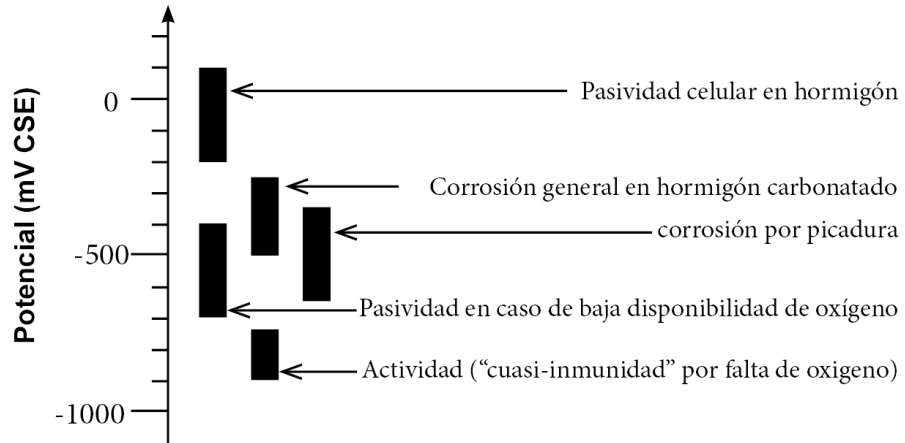 Potencial (mV CSE)
0
-500
-1000
Pasividad celular en hormigón
Corrosión general en hormigón carbonatado
corrosión por picadura
Pasividad en caso de baja disponibilidad de oxígeno
Actividad (“cuasi-inmunidad” por falta de oxigeno)